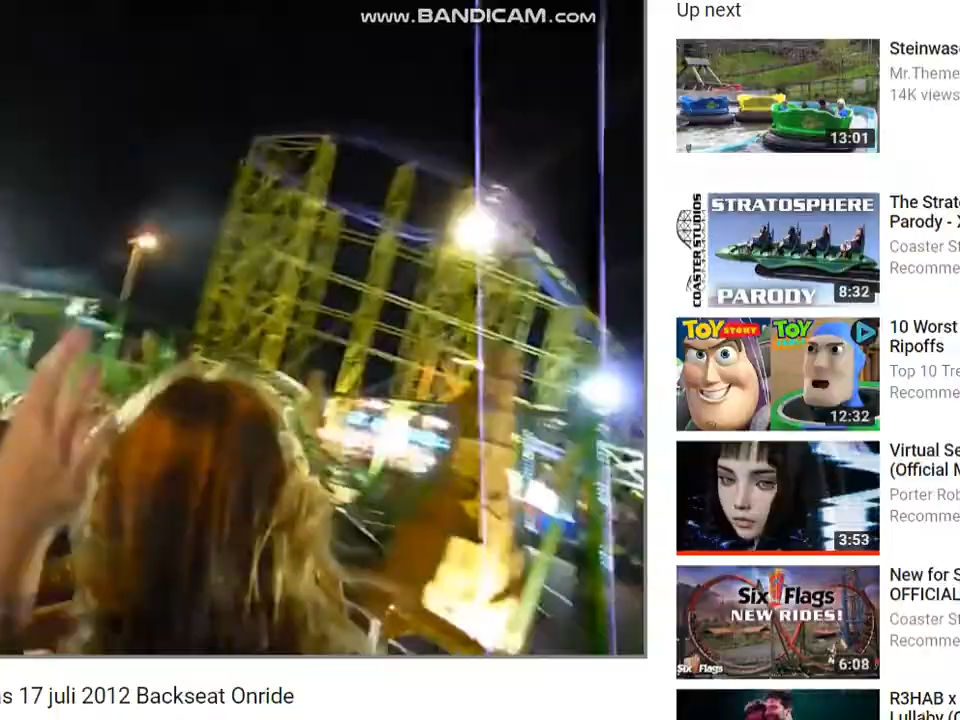 www.BANDICAM.com
Up next
Steinwas
Mr.Theme
14K views
13:01
COASTER STUDIOS
STRATOSPHERE
PARODY
8:32
The Strato
Parody - X
Coaster St
Recomme
TOY STORY
TOY
12:32
10 Worst
Ripoffs
Top 10 Tre
Recomme
3:53
Virtual Se
(Official M
Porter Rob
Recomme
Six Flags
NEW RIDES!
Six Flags
6:08
New for S
OFFICIAL
Coaster St
Recomme
R3HAB x
Lullaby (O
as 17 juli 2012 Backseat Onride